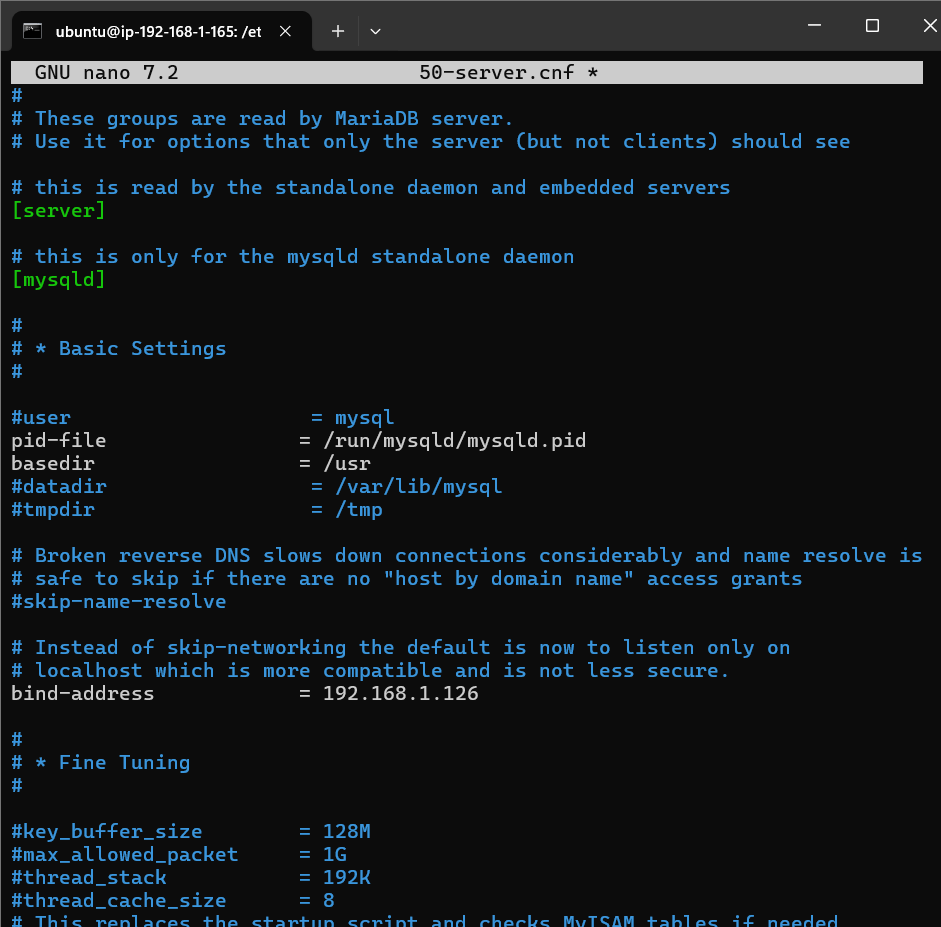 ubuntu@ip-192-168-1-165: /et
GNU nano 7.2 50-server.cnf *
#
# These groups are read by MariaDB server.
# Use it for options that only the server (but not clients) should see
# this is read by the standalone daemon and embedded servers
[server]
# this is only for the mysqld standalone daemon
[mysqld]
#
# * Basic Settings
#
#user = mysql
pid-file = /run/mysqld/mysqld.pid
basedir = /usr
#datadir = /var/lib/mysql
#tmpdir = /tmp
# Broken reverse DNS slows down connections considerably and name resolve is
# safe to skip if there are no "host by domain name" access grants
#skip-name-resolve
# Instead of skip-networking the default is now to listen only on
# localhost which is more compatible and is not less secure.
bind-address = 192.168.1.126
#
# * Fine Tuning
#
#key_buffer_size = 128M
#max_allowed_packet = 1G
#thread_stack = 192K
#thread_cache_size = 8
# This replaces the startup script and checks MyISAM tables if needed